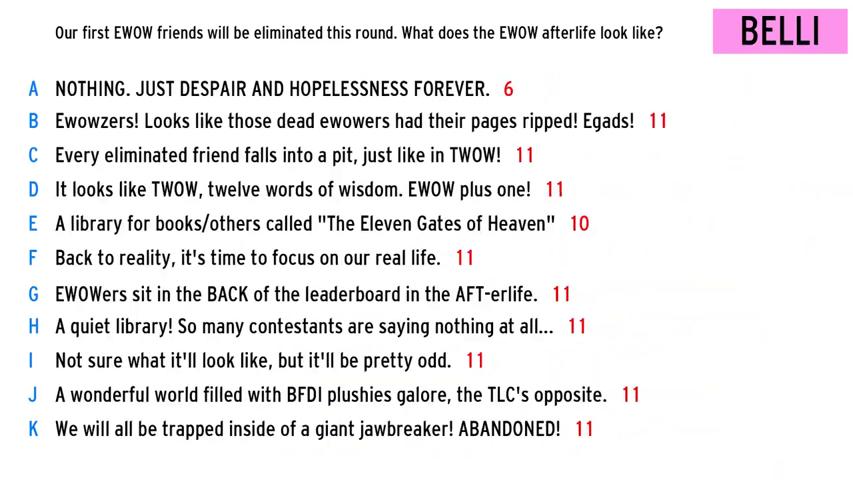 Our first EWOW friends will be eliminated this round. What does the EWOW afterlife look like?
BELLI
A NOTHING. JUST DESPAIR AND HOPELESSNESS FOREVER. 6
B Ewowzers! Looks like those dead ewowers had their pages ripped! Egads! 11
C Every eliminated friend falls into a pit, just like in TWOW! 11
D It looks like TWOW, twelve words of wisdom. EWOW plus one! 11
E A library for books/others called "The Eleven Gates of Heaven" 10
F Back to reality, it's time to focus on our real life. 11
G EWOWers sit in the BACK of the leaderboard in the AFT-erlife. 11
H A quiet library! So many contestants are saying nothing at all... 11
I Not sure what it'll look like, but it'll be pretty odd. 11
J A wonderful world filled with BFDI plushies galore, the TLC's opposite. 11
K We will all be trapped inside of a giant jawbreaker! ABANDONED! 11